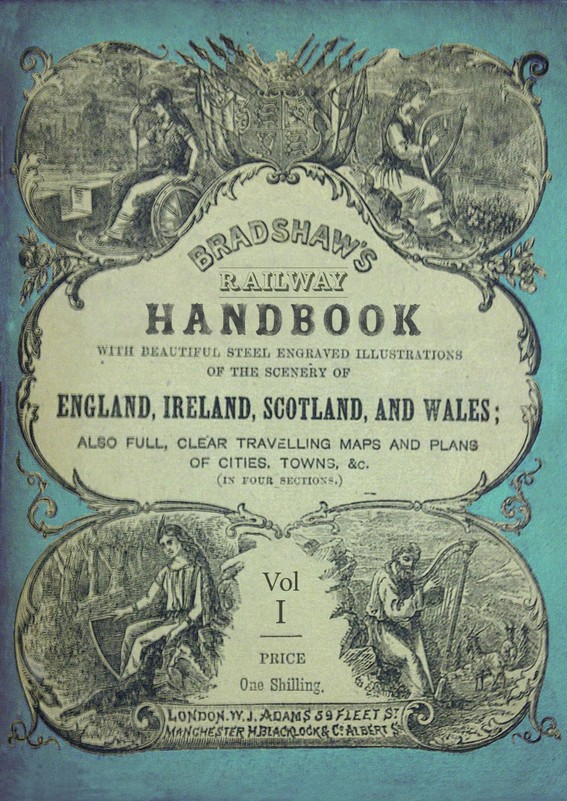 BRADSHAW'S
RAILWAY
HANDBOOK
WITH BEAUTIFUL STEEL ENGRAVED ILLUSTRATIONS
OF THE SCENERY OF
ENGLAND, IRELAND, SCOTLAND, AND WALES;
ALSO FULL, CLEAR TRAVELLING MAPS AND PLANS
OF CITIES, TOWNS, &c.
(IN FOUR SECTIONS.)
Vol
I
PRICE
One Shilling.
LONDON. W. J. ADAMS 59 FLEET ST
MANCHESTER H. BLACKLOCK & Co ALBERT S.